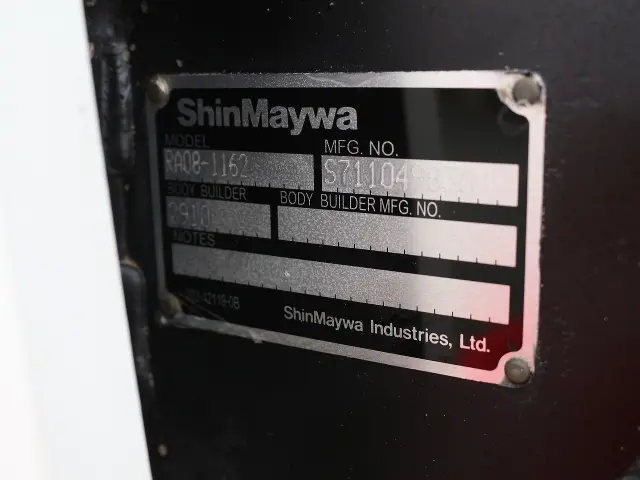 ShinMaywa
MODEL MFG. NO.
RA08-1162 S71104
BODY BUILDER BODY BUILDER MFG. NO.
2910
NOTES
ShinMaywa Industries, Ltd.